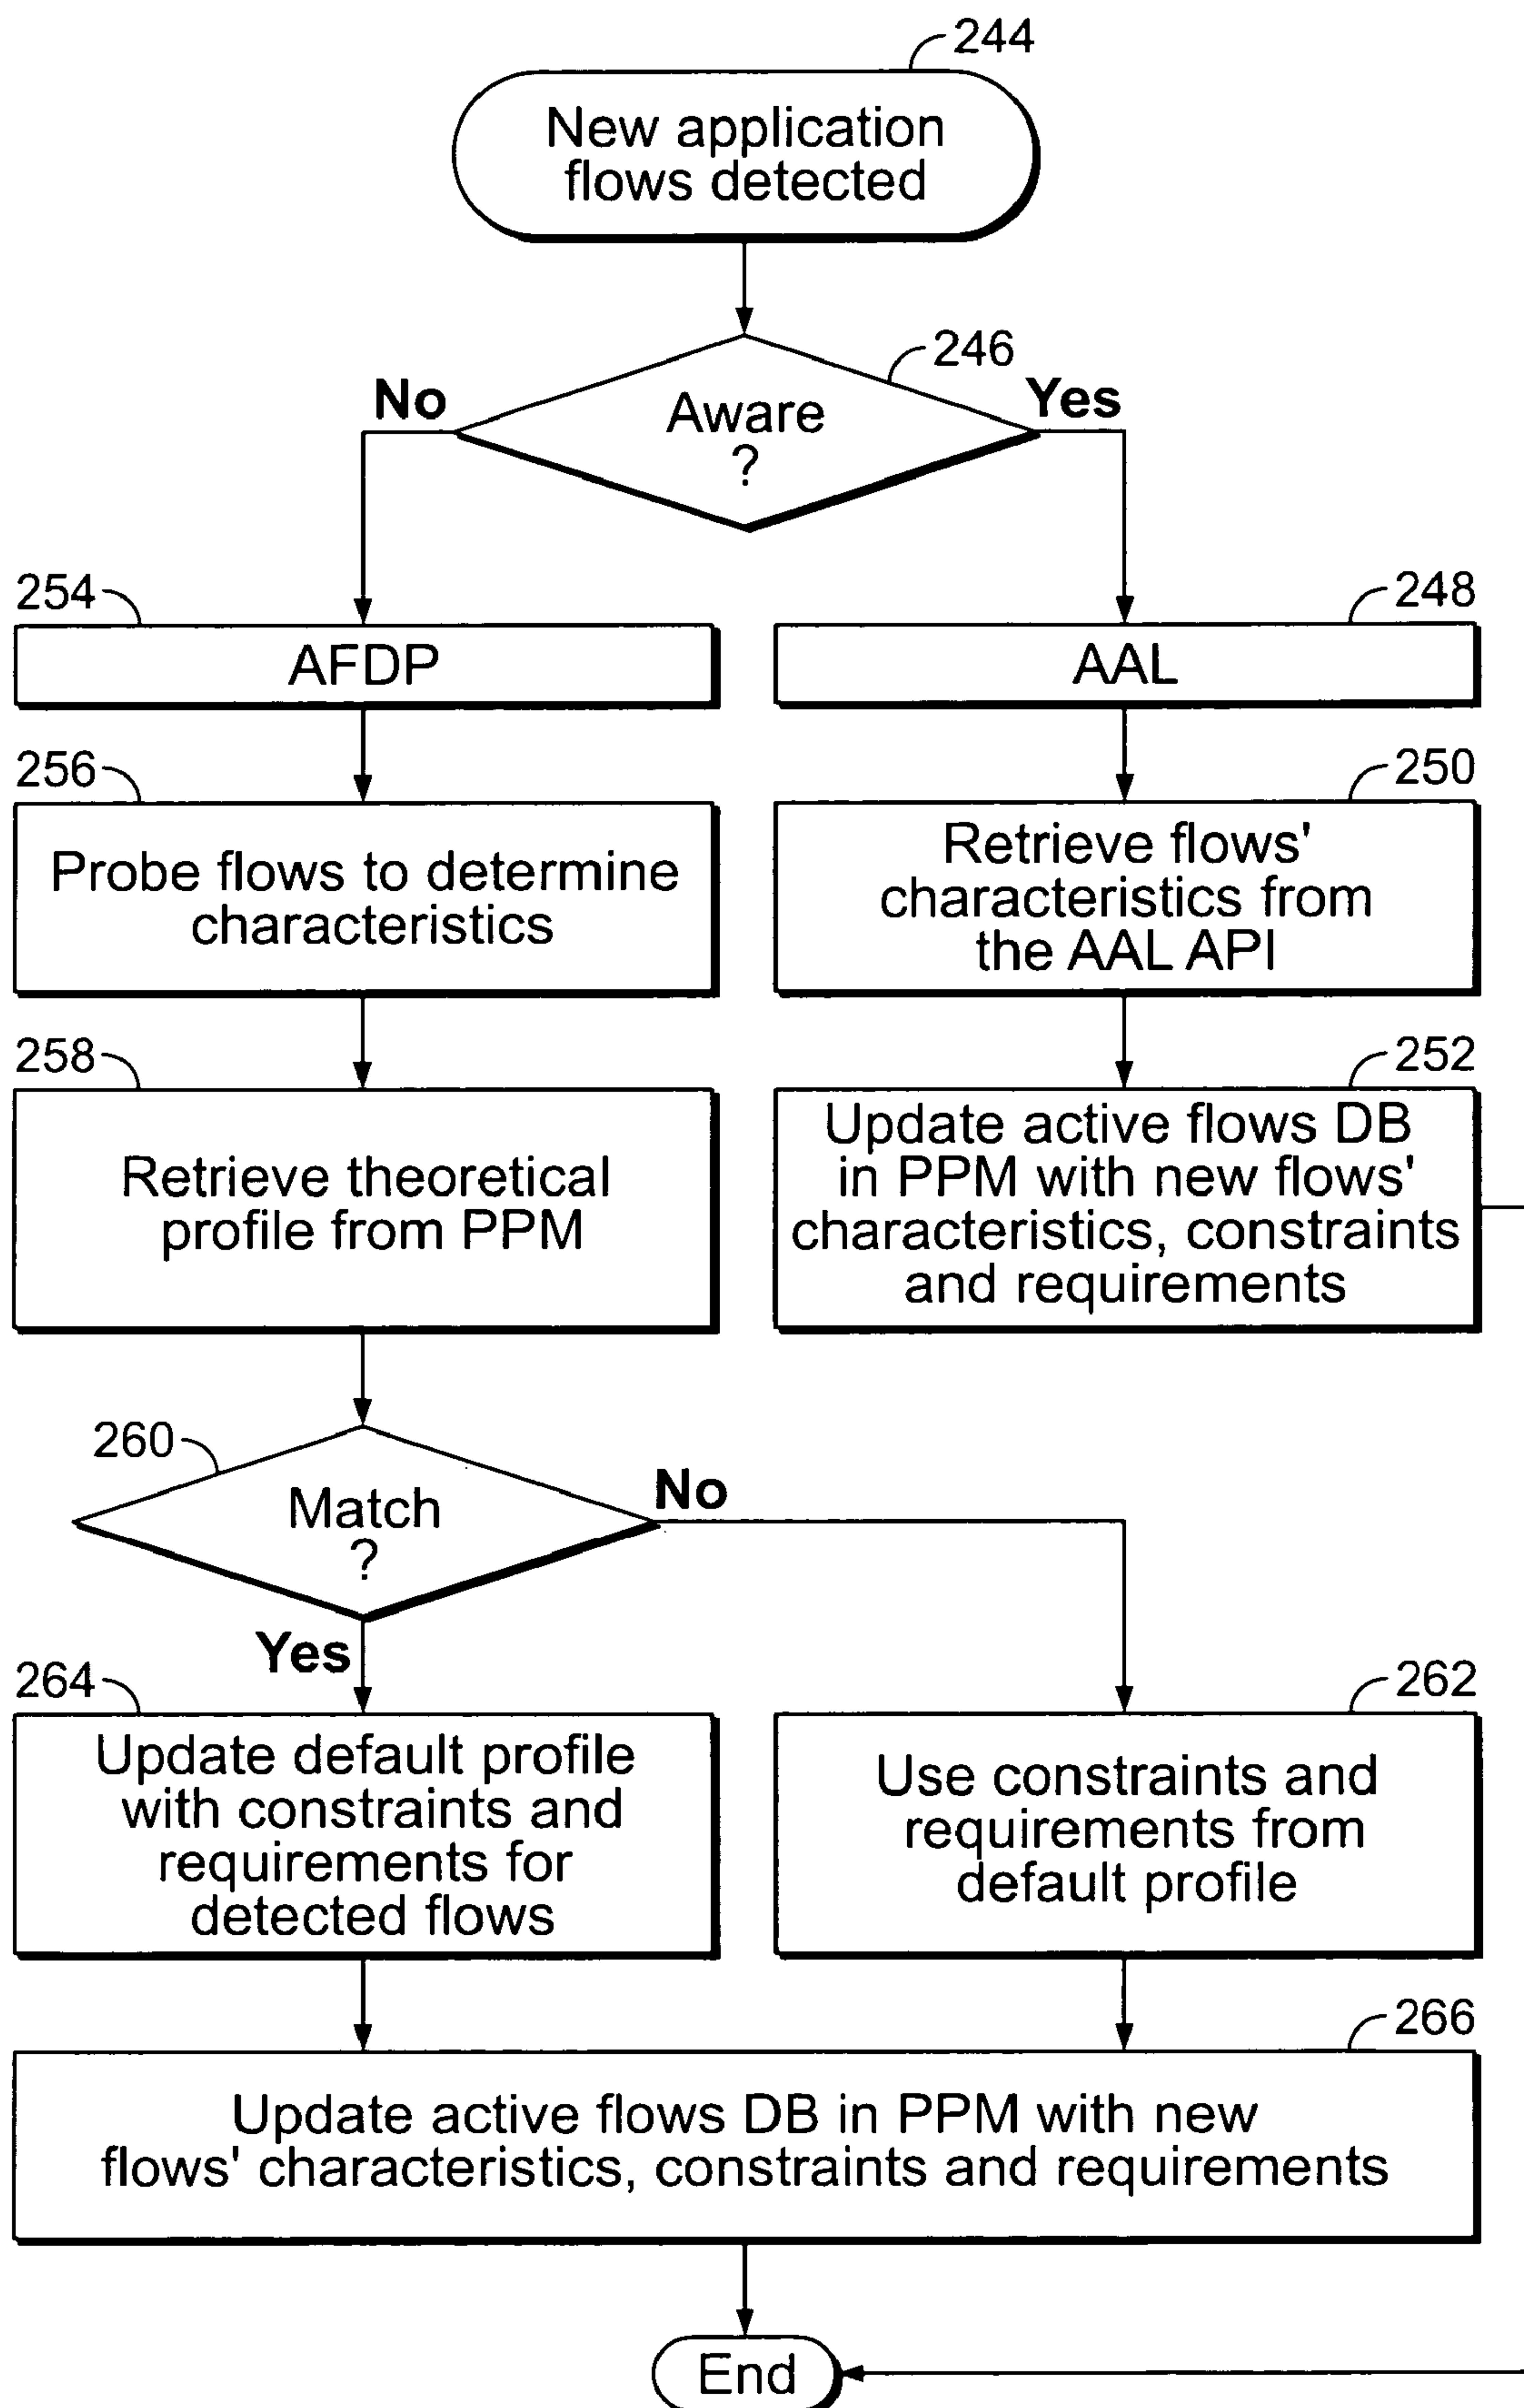 244
New application
flows detected
246
No
Aware
?
Yes
254
AFDP
248
AAL
256
Probe flows to determine
characteristics
250
Retrieve flows'
characteristics from
the AAL API
258
Retrieve theoretical
profile from PPM
252
Update active flows DB
in PPM with new flows'
characteristics, constraints
and requirements
260
Match
?
No
Yes
264
Update default profile
with constraints and
requirements for
detected flows
262
Use constraints and
requirements from
default profile
266
Update active flows DB in PPM with new
flows' characteristics, constraints and requirements
End